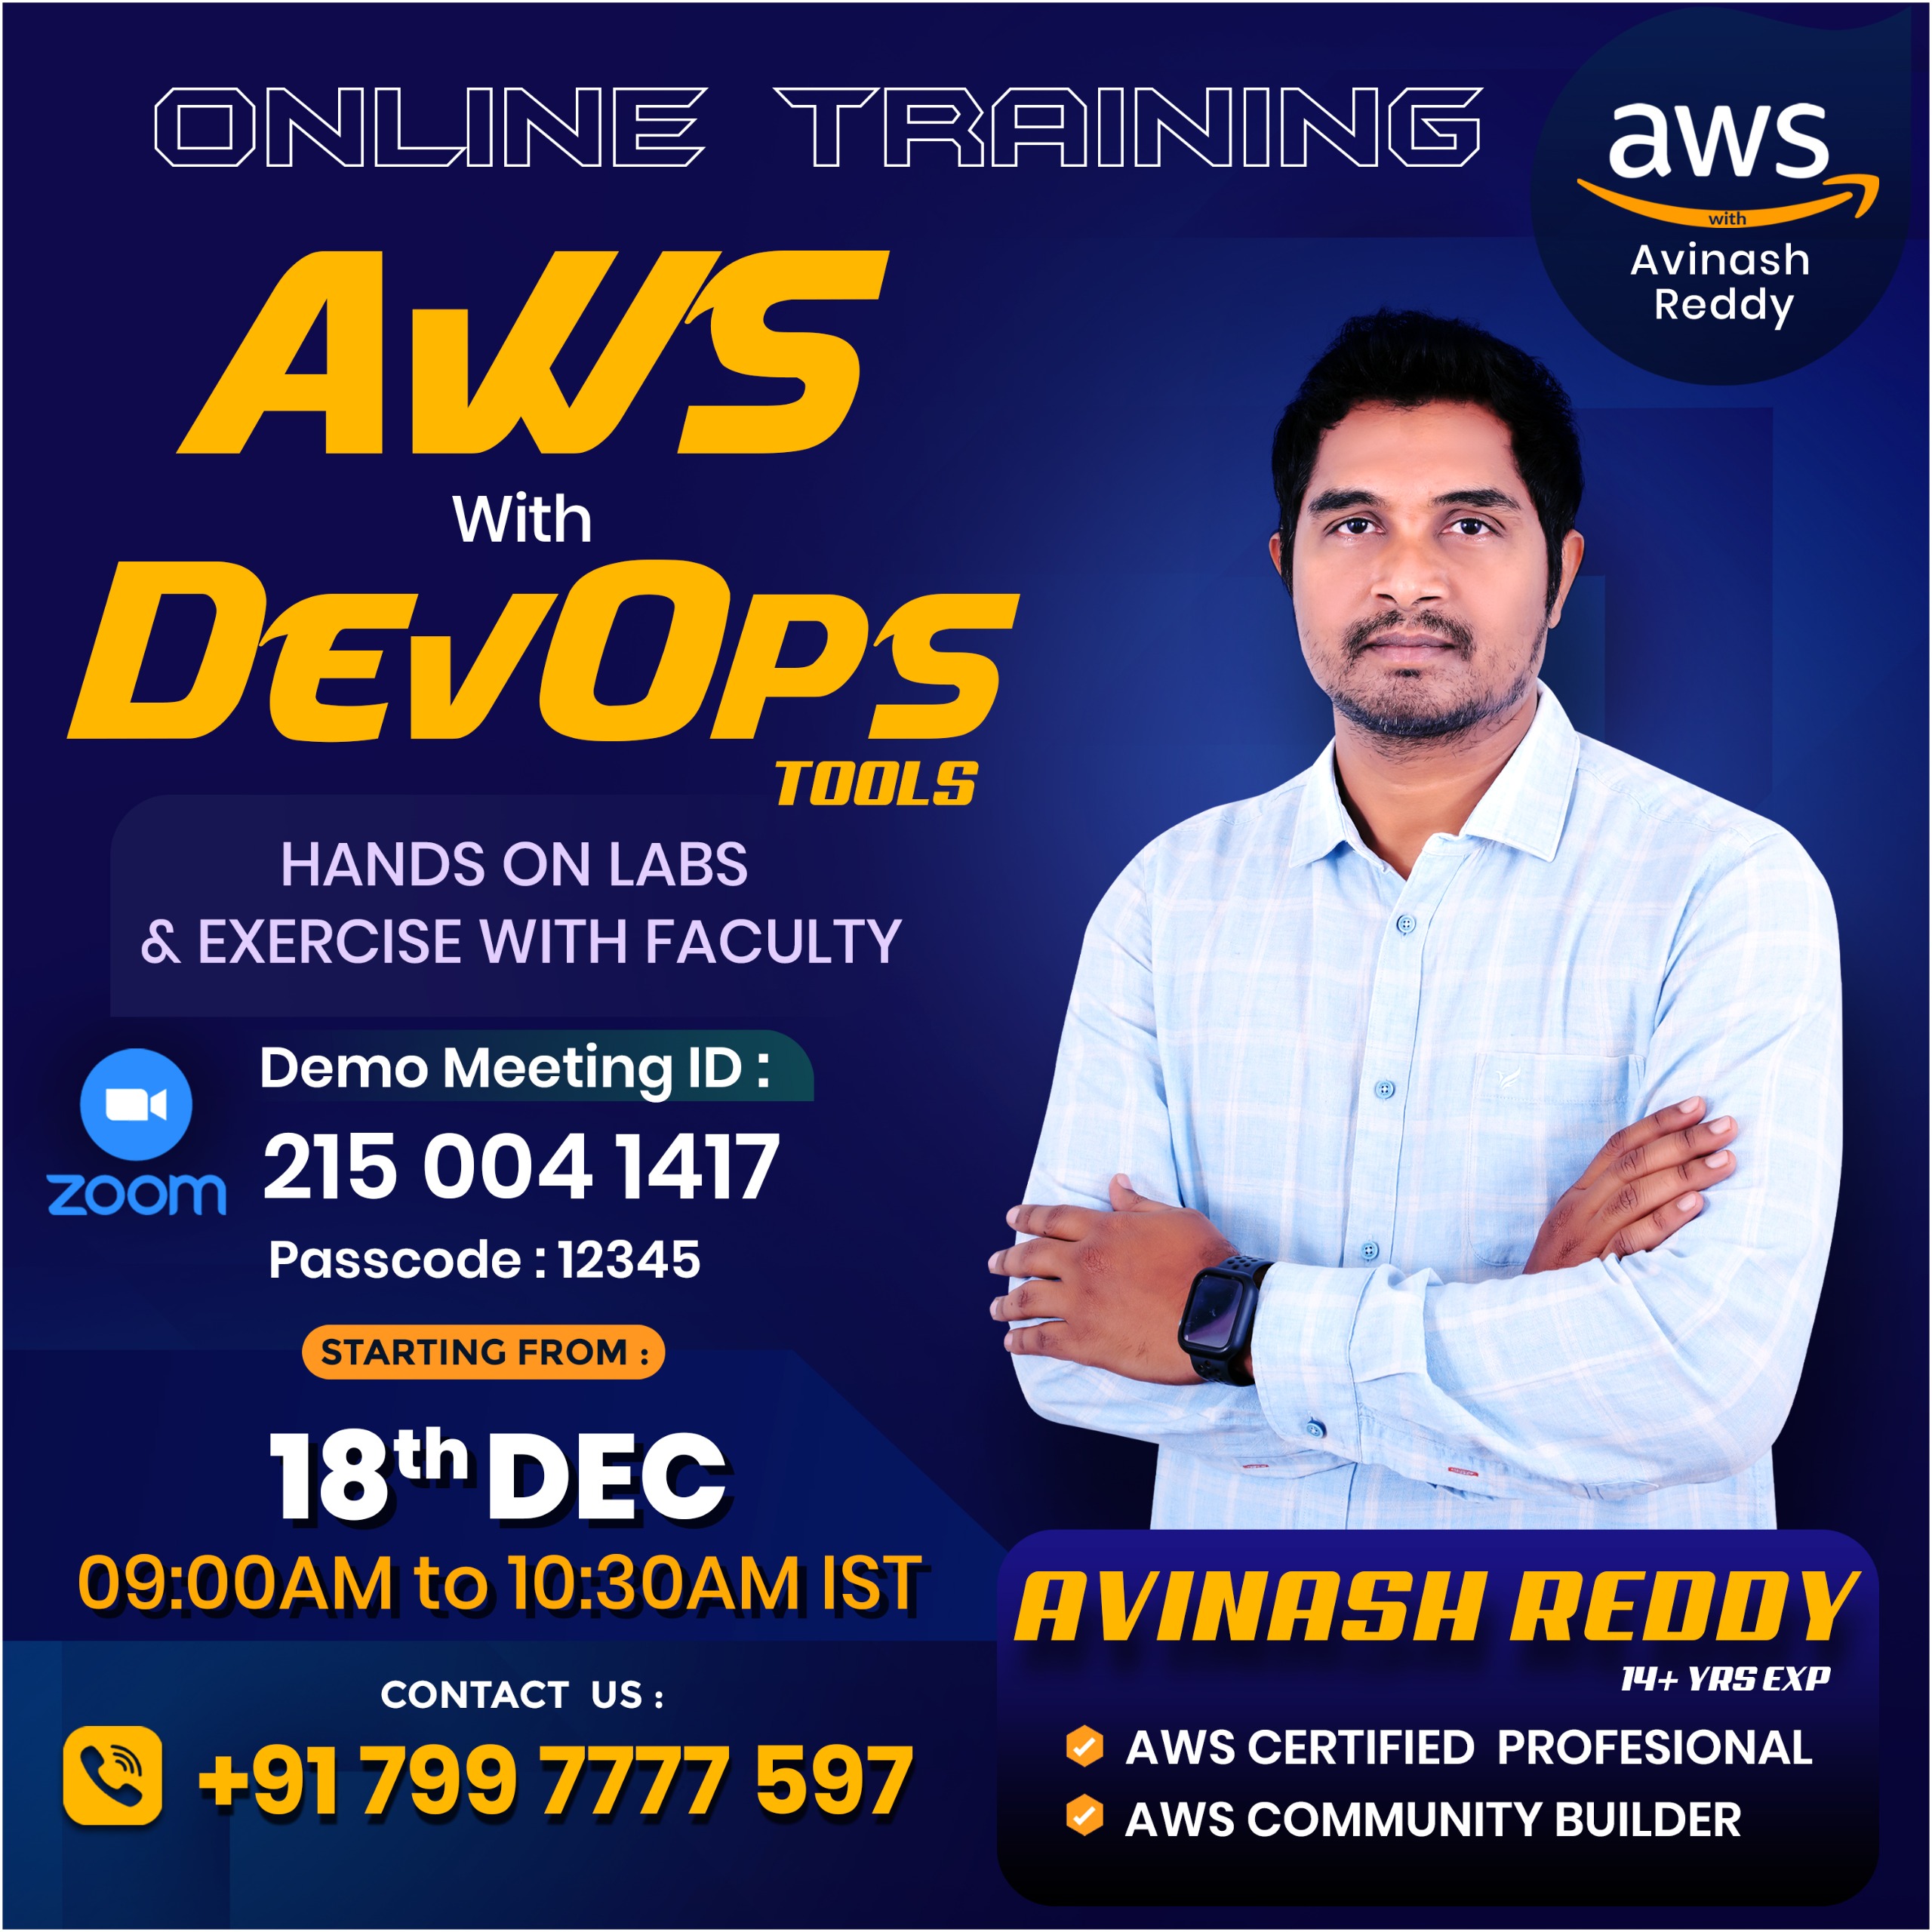 ONLINE TRAINING
aws
with
Avinash
Reddy
AWS
With
DEVOPS
TOOLS
HANDS ON LABS
& EXERCISE WITH FACULTY
Demo Meeting ID :
215 004 1417
zoom
Passcode : 12345
STARTING FROM :
18th DEC
09:00AM to 10:30AM IST
CONTACT US :
+91 799 7777 597
AVINASH REDDY
14+ YRS EXP
AWS CERTIFIED PROFESIONAL
AWS COMMUNITY BUILDER